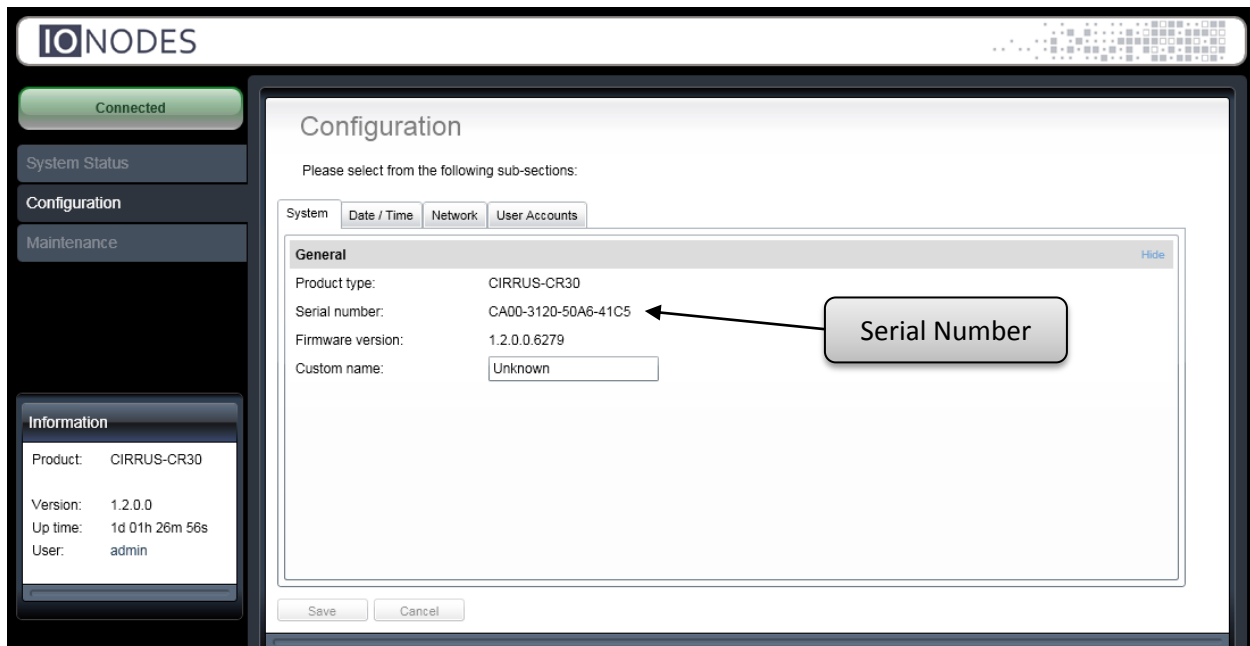 IONODES
Connected
System Status
Configuration
Maintenance
Information
Product: CIRRUS-CR30
Version: 1.2.0.0
Up time: 1d 01h 26m 56s
User: admin
Configuration
Please select from the following sub-sections:
System Date / Time Network User Accounts
General Hide
Product type: CIRRUS-CR30
Serial number: CA00-3120-50A6-41C5
Firmware version: 1.2.0.0.6279
Custom name: Unknown
Serial Number
Save Cancel